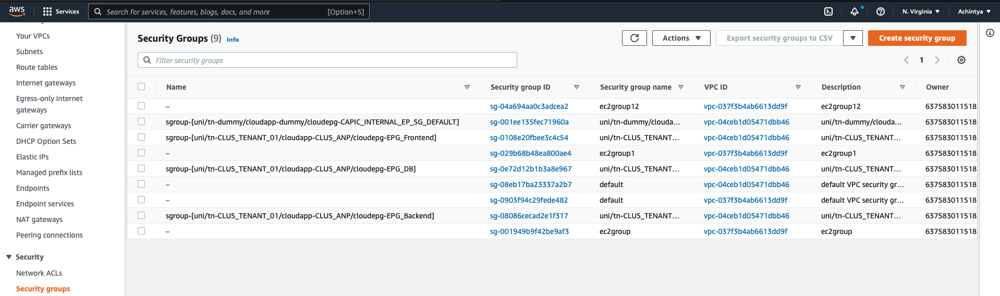 aws Services Search for services, features, blogs, docs, and more [Option+S] N. Virginia Achintya
Your VPCs
Subnets
Route tables
Internet gateways
Egress-only internet
gateways
Carrier gateways
DHCP Option Sets
Elastic IPs
Managed prefix lists
Endpoints
Endpoint services
NAT gateways
Peering connections
Security
Network ACLs
Security groups
Security Groups (9) Info Actions Export security groups to CSV Create security group
Filter security groups 1
Name Security group ID Security group name VPC ID Description Owner
– sg-04a694aa0c3adcea2 ec2group12 vpc-037f3b4ab6613dd9f ec2group12 637583011518
sgroup-[uni/tn-dummy/cloudapp-dummy/cloudepg-CAPIC_INTERNAL_EP_SG_DEFAULT] sg-001ee135fec71960a uni/tn-dummy/clouda... vpc-04ceb1d05471dbb46 uni/tn-dummy/clouda... 637583011518
sgroup-[uni/tn-CLUS_TENANT_01/cloudapp-CLUS_ANP/cloudepg-EPG_Frontend] sg-0108e20fbee3c4c54 uni/tn-CLUS_TENANT... vpc-04ceb1d05471dbb46 uni/tn-CLUS_TENANT... 637583011518
– sg-029b68b48ea800ae4 ec2group1 vpc-037f3b4ab6613dd9f ec2group1 637583011518
sgroup-[uni/tn-CLUS_TENANT_01/cloudapp-CLUS_ANP/cloudepg-EPG_DB] sg-0e72d12b1b3a8e967 uni/tn-CLUS_TENANT... vpc-04ceb1d05471dbb46 uni/tn-CLUS_TENANT... 637583011518
– sg-08eb17ba23337a2b7 default vpc-04ceb1d05471dbb46 default VPC security gr... 637583011518
– sg-0903f94c29fede482 default vpc-037f3b4ab6613dd9f default VPC security gr... 637583011518
sgroup-[uni/tn-CLUS_TENANT_01/cloudapp-CLUS_ANP/cloudepg-EPG_Backend] sg-08086cecad2e1f317 uni/tn-CLUS_TENANT... vpc-04ceb1d05471dbb46 uni/tn-CLUS_TENANT... 637583011518
– sg-001949b9f42be9af3 ec2group vpc-037f3b4ab6613dd9f ec2group 637583011518